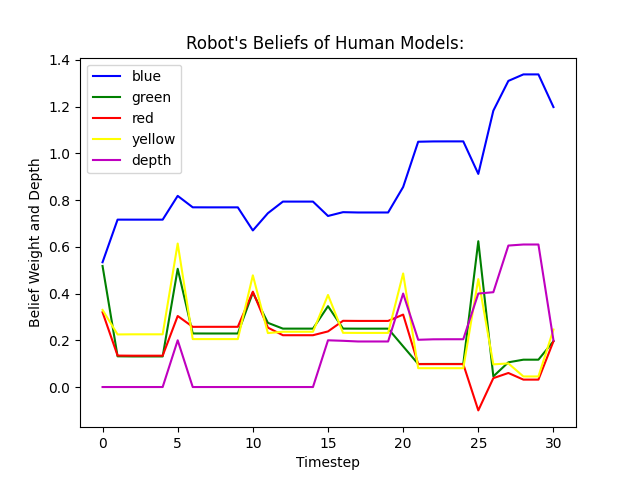 Robot's Beliefs of Human Models:
1.4
1.2
1.0
0.8
0.6
0.4
0.2
0.0
Belief Weight and Depth
blue
green
red
yellow
depth
0 5 10 15 20 25 30
Timestep